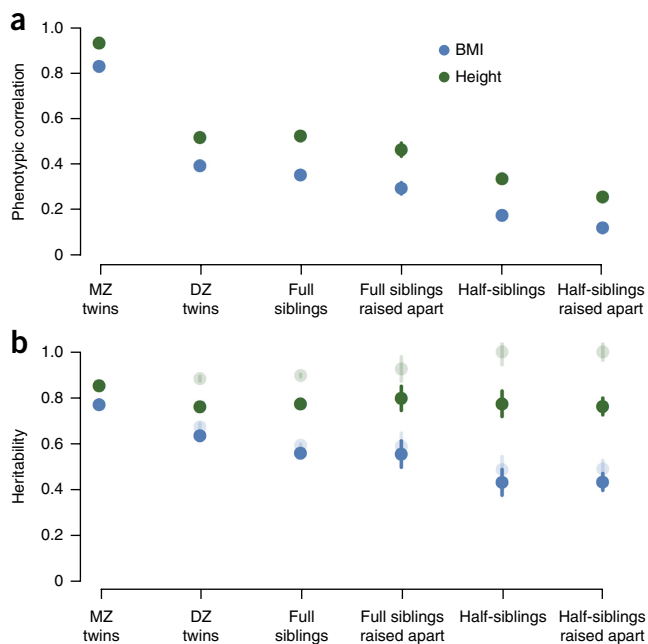 a
BMI
Height
Phenotypic correlation
1.0
0.8
0.6
0.4
0.2
0
MZ
twins
DZ
twins
Full
siblings
Full siblings
raised apart
Half-siblings
Half-siblings
raised apart
b
Heritability
1.0
0.8
0.6
0.4
0.2
0
MZ
twins
DZ
twins
Full
siblings
Full siblings
raised apart
Half-siblings
Half-siblings
raised apart